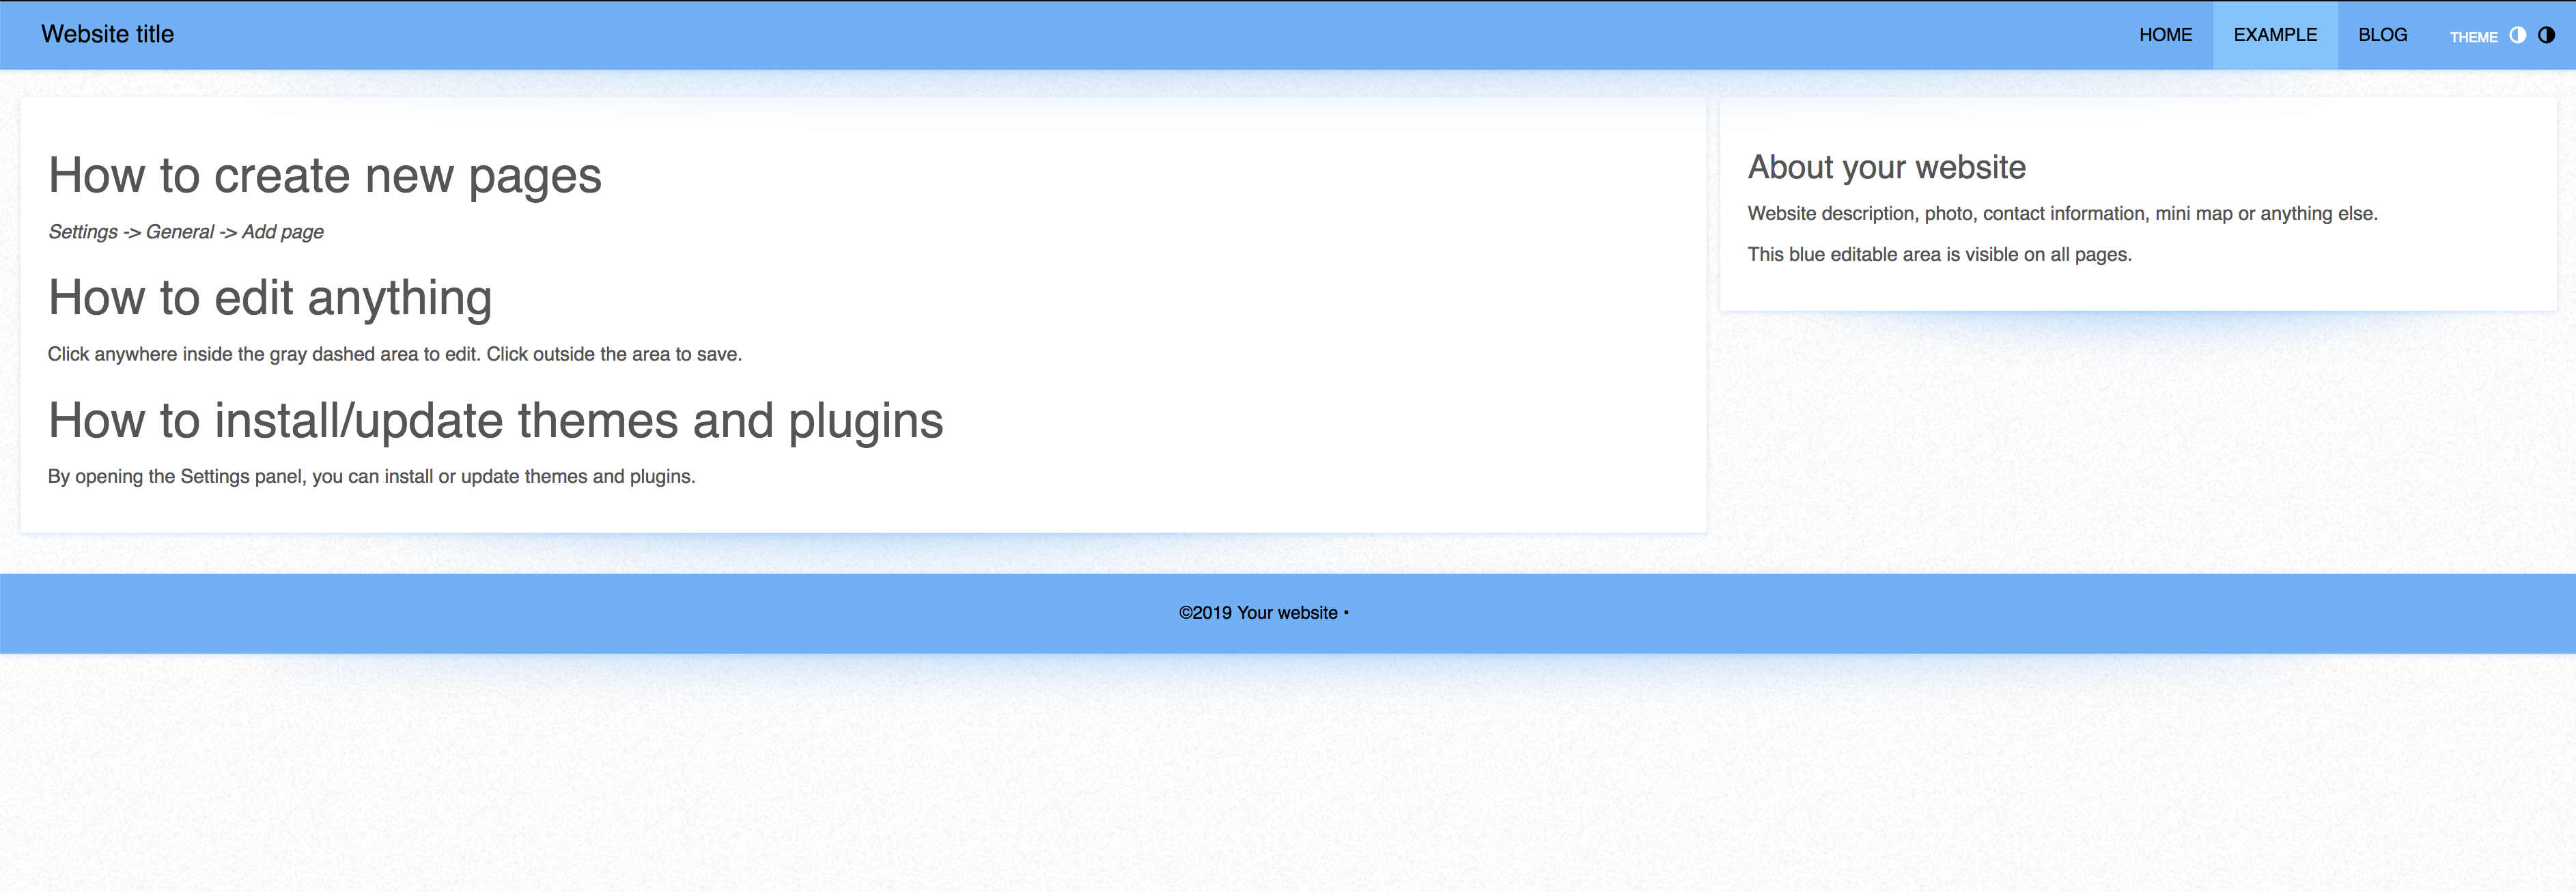 Website title
HOME EXAMPLE BLOG THEME
How to create new pages
Settings -> General -> Add page
How to edit anything
Click anywhere inside the gray dashed area to edit. Click outside the area to save.
How to install/update themes and plugins
By opening the Settings panel, you can install or update themes and plugins.
About your website
Website description, photo, contact information, mini map or anything else.
This blue editable area is visible on all pages.
©2019 Your website •